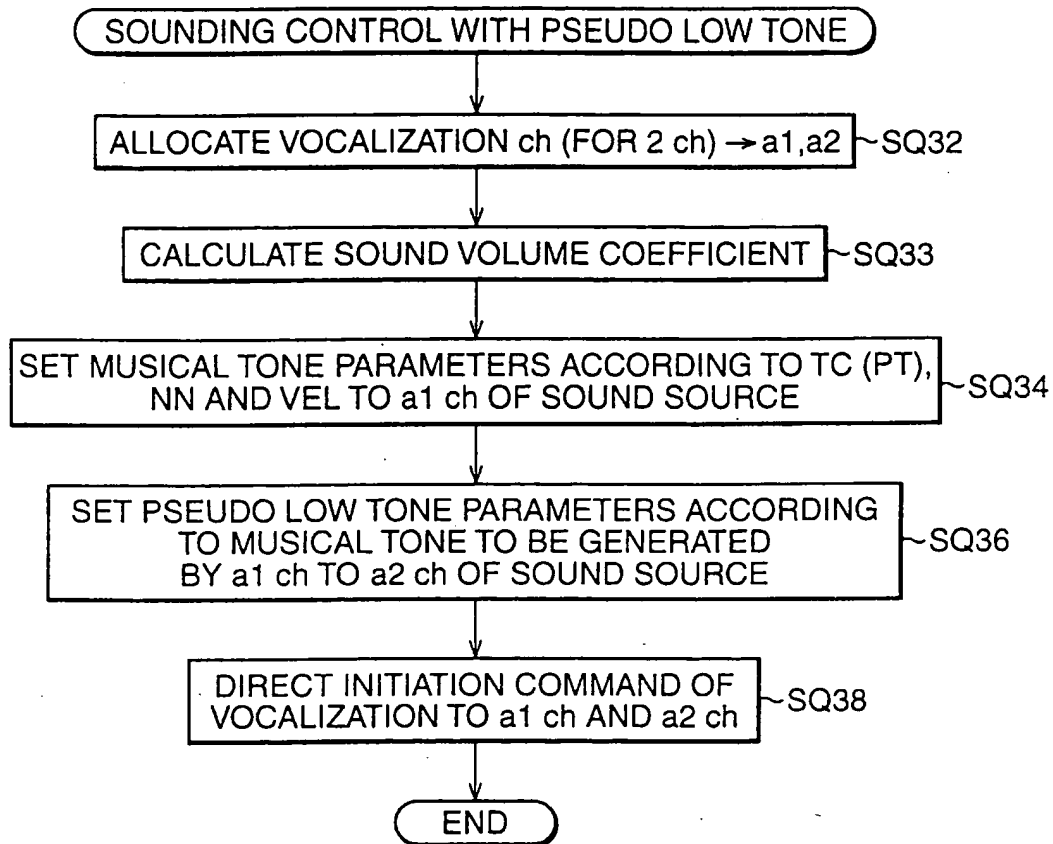 SOUNDING CONTROL WITH PSEUDO LOW TONE
ALLOCATE VOCALIZATION ch (FOR 2 ch) → a1,a2
SQ32
CALCULATE SOUND VOLUME COEFFICIENT
SQ33
SET MUSICAL TONE PARAMETERS ACCORDING TO TC (PT),
NN AND VEL TO a1 ch OF SOUND SOURCE
SQ34
SET PSEUDO LOW TONE PARAMETERS ACCORDING
TO MUSICAL TONE TO BE GENERATED
BY a1 ch TO a2 ch OF SOUND SOURCE
SQ36
DIRECT INITIATION COMMAND OF
VOCALIZATION TO a1 ch AND a2 ch
SQ38
END